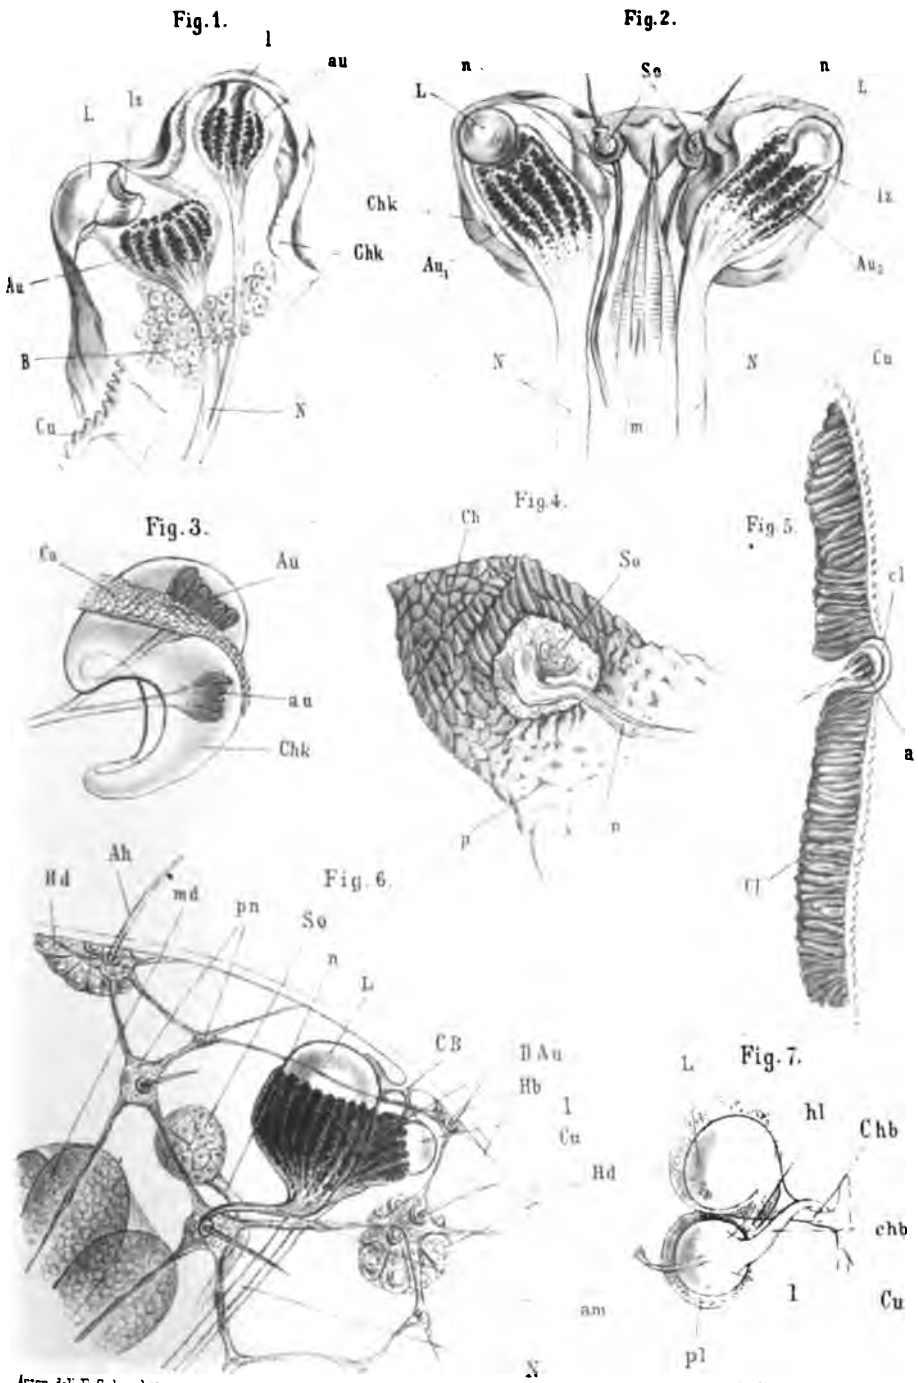 Fig.1.
l
au
L
lz
Chk
Au
B
N
Cu
Fig.2.
n
So
n
L
L
Chk
lz
Au₁
Au₂
N
N
m
Fig.3.
Cu
Au
au
Chk
Fig.4.
Ch
So
p
n
Cu
Fig.5.
cl
a
Cl
Fig.6.
Ah
Hd
md
pn
So
n
L
CB
D Au
Hb
l
Cu
Hd
am
N
Fig.7.
L
hl
Chb
chb
l
Cu
pl